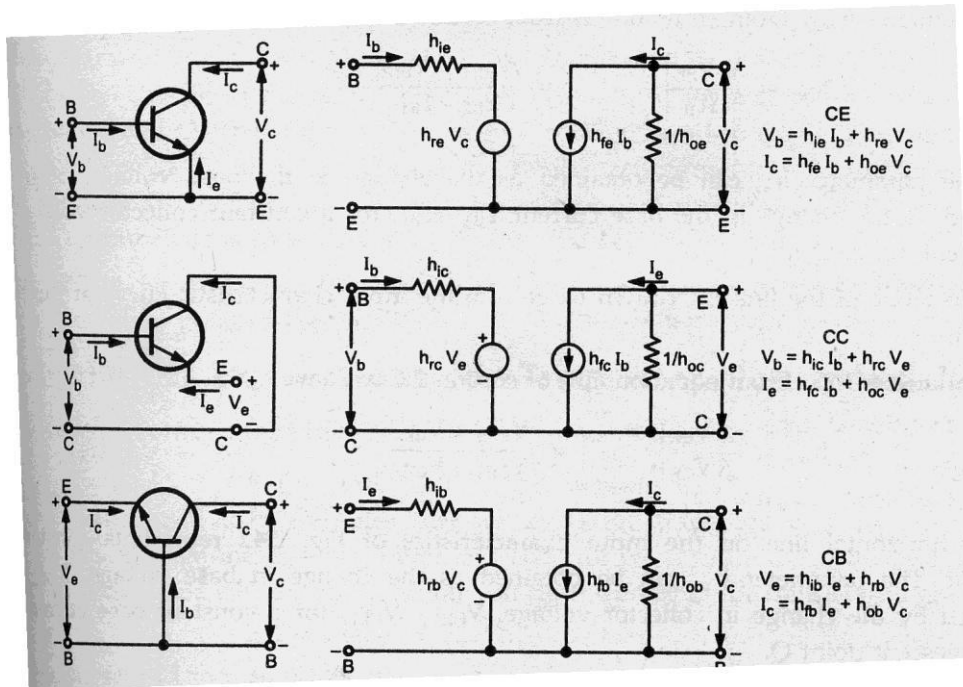 I_b
h_ie
I_c
C
+
B
C
+
I_c
B
+
I_b
V_b
V_c
I_e
h_re V_c
h_fe I_b
1/h_oe
V_c
CE
V_b = h_ie I_b + h_re V_c
I_c = h_fe I_b + h_oe V_c
−
−
E
−
E
−
E
I_b
h_ic
I_e
I_c
+
B
E
+
B
+
I_b
V_b
E
+
I_e
V_e
−
C
C
−
V_b
+
h_rc V_e
h_fc I_b
1/h_oc
V_e
CC
V_b = h_ic I_b + h_rc V_e
I_e = h_fc I_b + h_oc V_e
−
C
C
−
E
+
I_c
I_c
C
+
V_e
I_b
V_c
−
B
−
B
I_e
h_ib
I_c
+
E
C
+
h_rb V_c
h_fb I_e
1/h_ob
V_c
CB
V_e = h_ib I_e + h_rb V_c
I_c = h_fb I_e + h_ob V_c
−
B
−
B